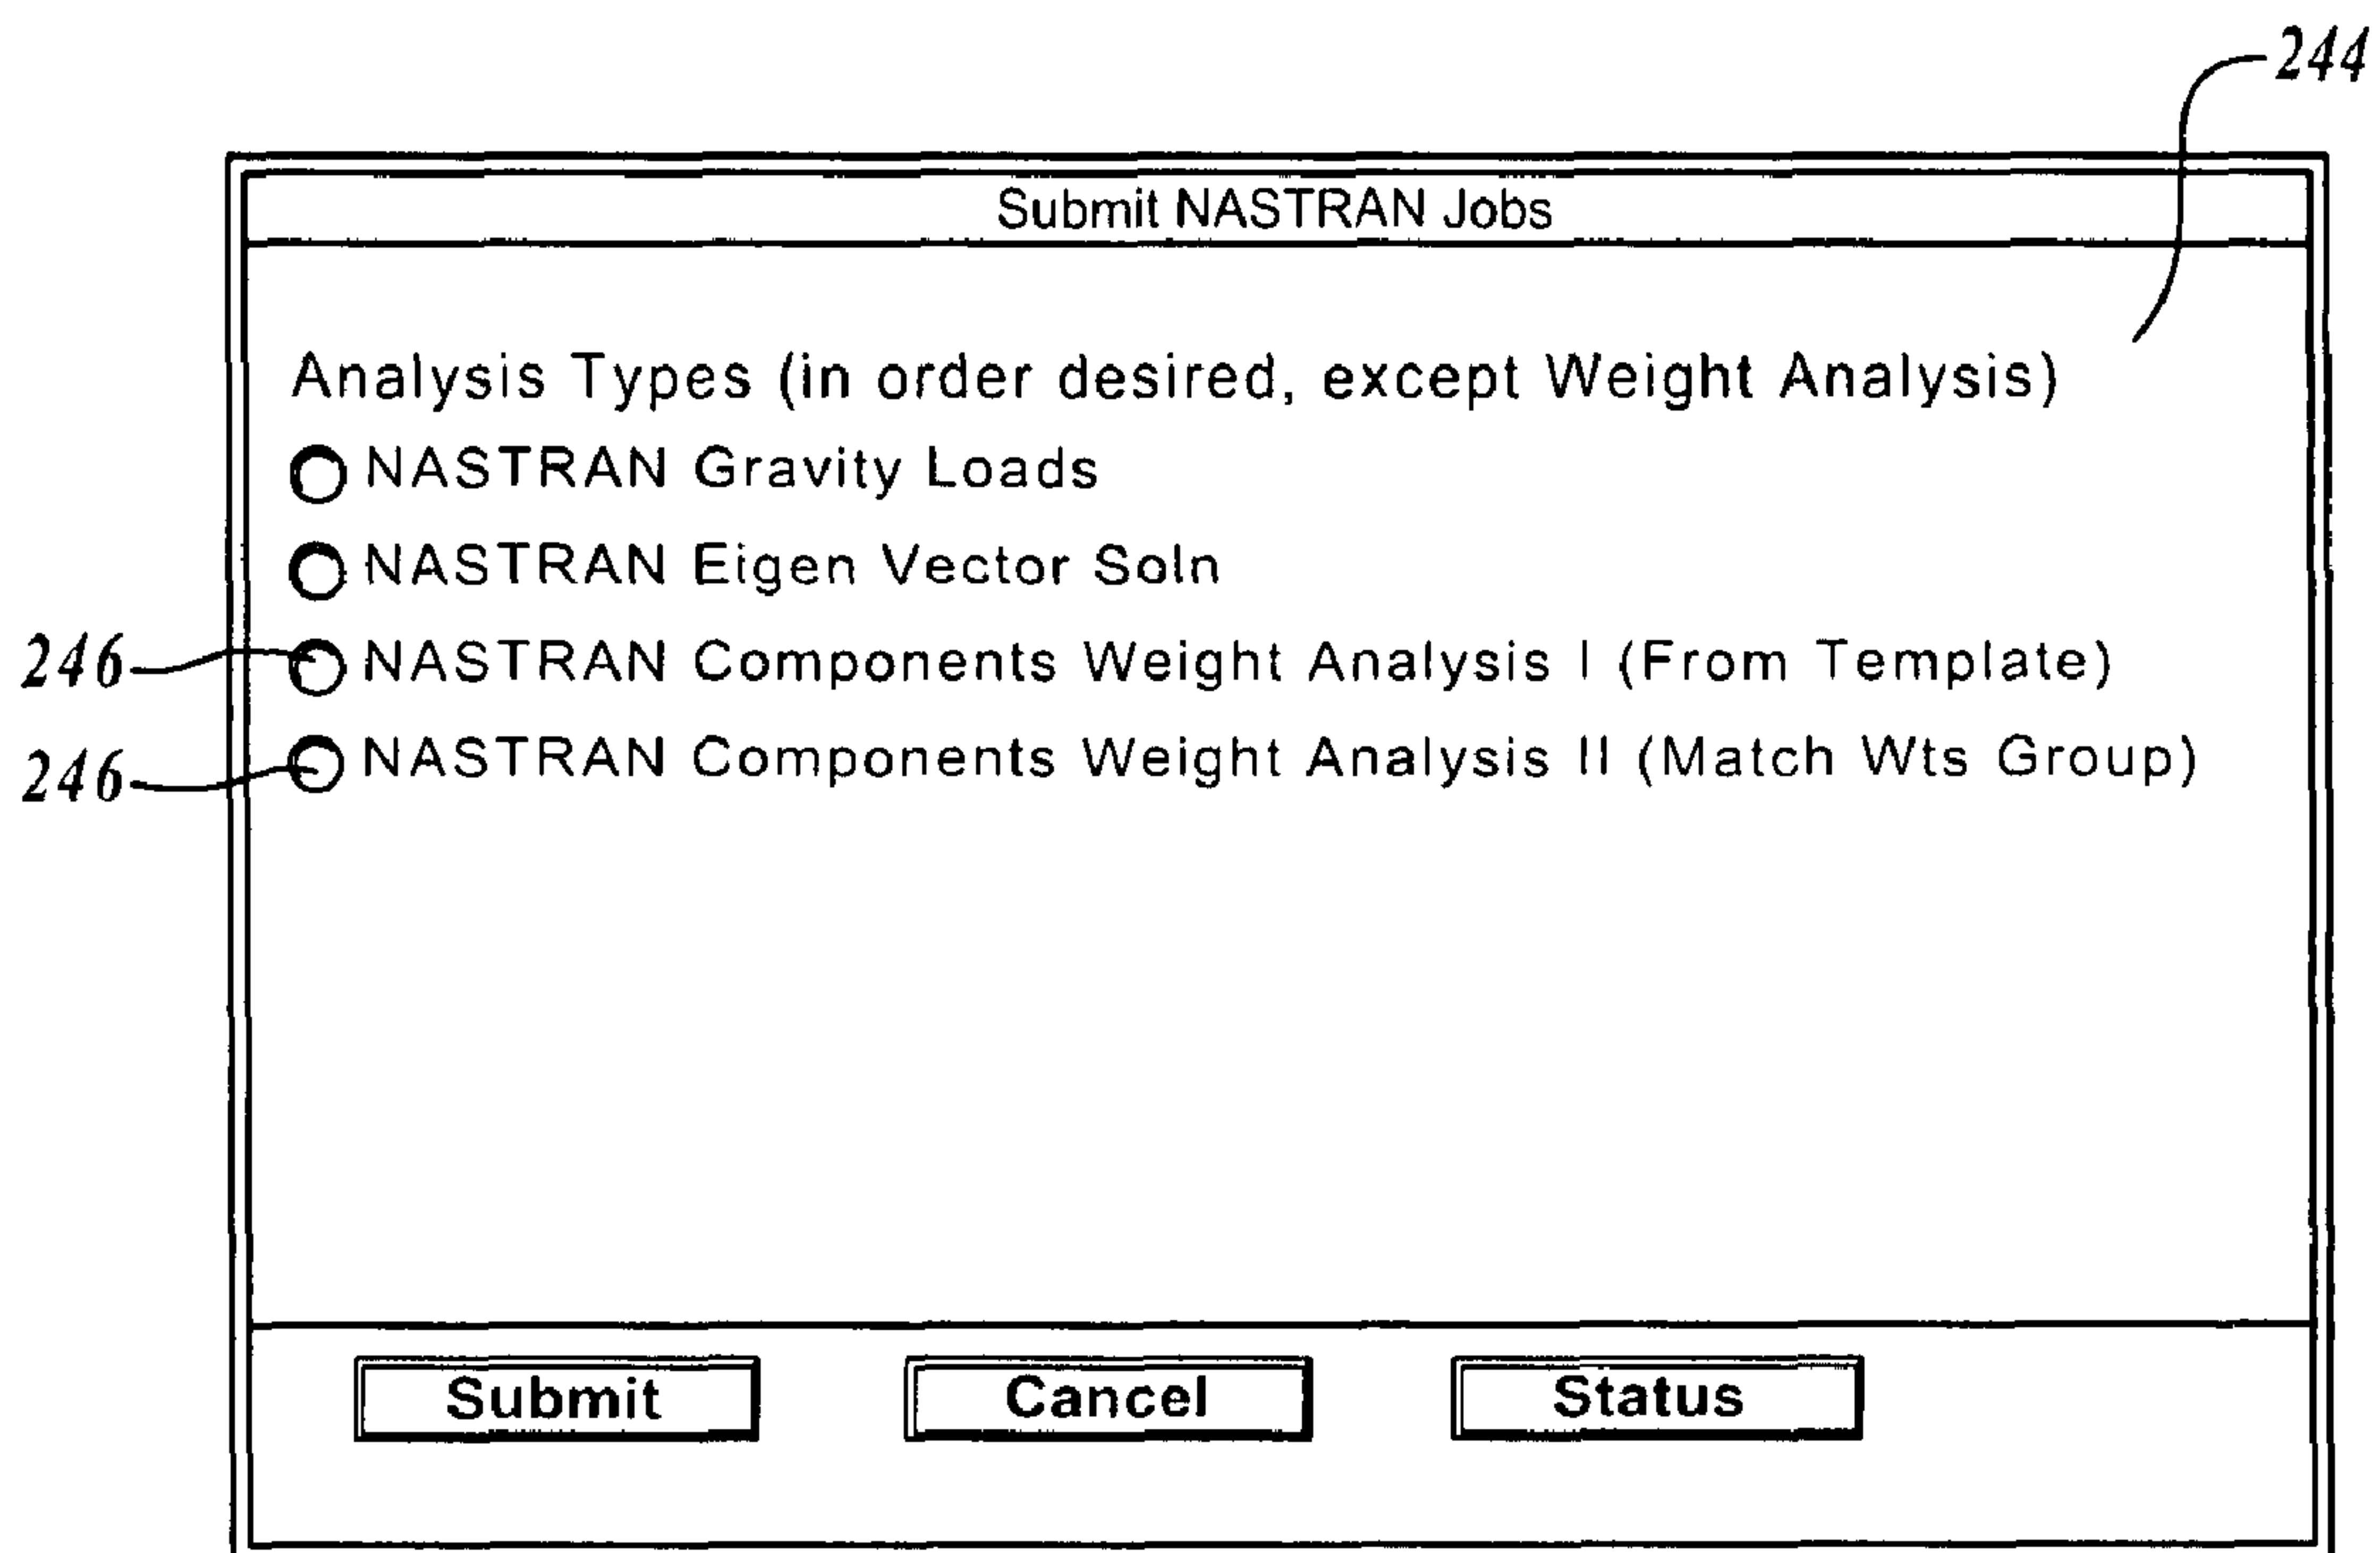 244
Submit NASTRAN Jobs
Analysis Types (in order desired, except Weight Analysis)
NASTRAN Gravity Loads
NASTRAN Eigen Vector Soln
246 NASTRAN Components Weight Analysis I (From Template)
246 NASTRAN Components Weight Analysis II (Match Wts Group)
Submit Cancel Status